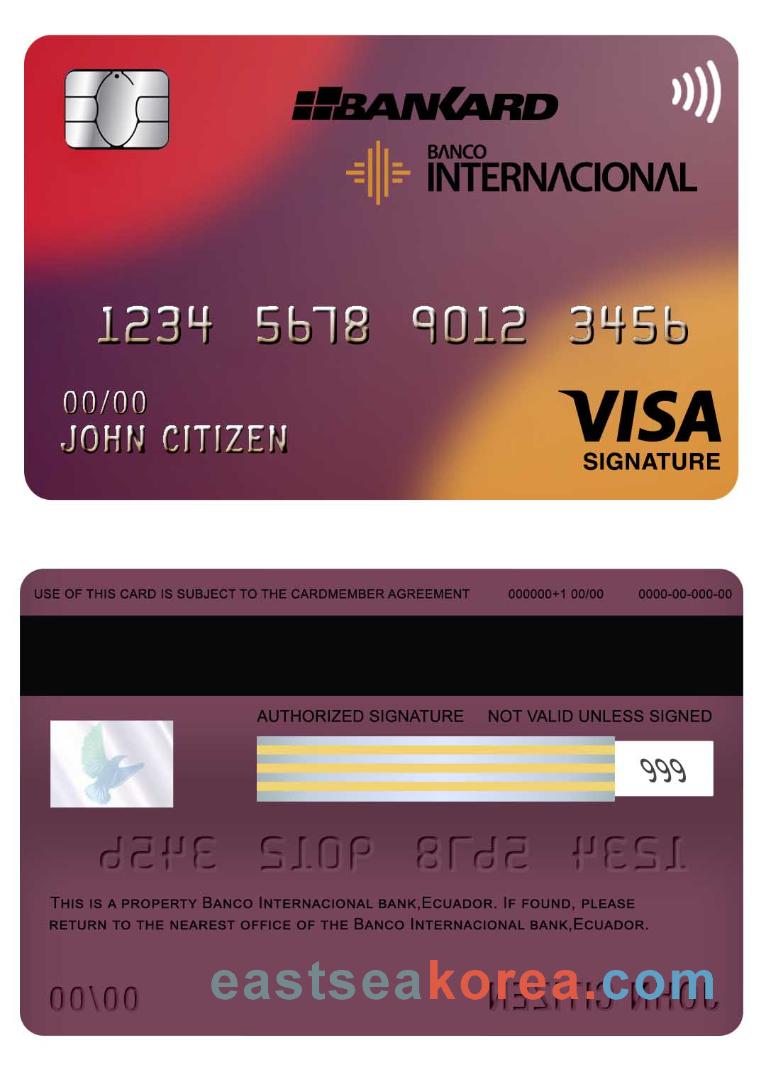 BANKARD
BANCO
INTERNACIONAL
1234 5678 9012 3456
00/00
JOHN CITIZEN
VISA
SIGNATURE
USE OF THIS CARD IS SUBJECT TO THE CARDMEMBER AGREEMENT 000000+1 00/00 0000-00-000-00
AUTHORIZED SIGNATURE NOT VALID UNLESS SIGNED
999
1234 5678 9012 3456
THIS IS A PROPERTY BANCO INTERNACIONAL BANK,ECUADOR. IF FOUND, PLEASE
RETURN TO THE NEAREST OFFICE OF THE BANCO INTERNACIONAL BANK,ECUADOR.
eastseakorea.com
00/00 JOHN CITIZEN